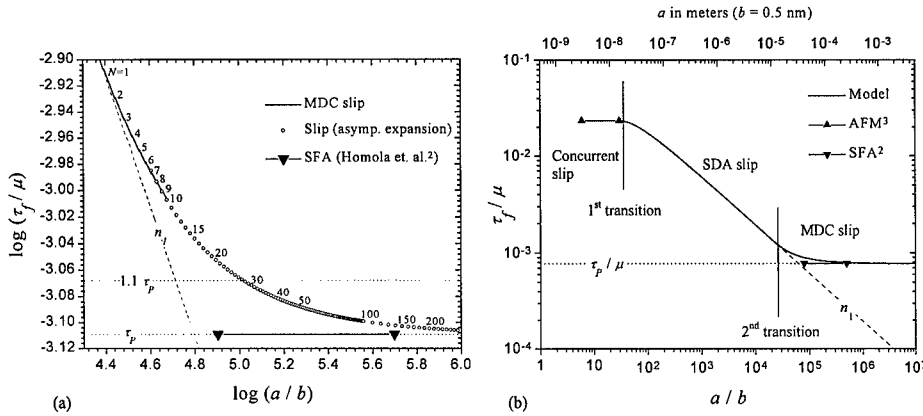 -2.90
-2.92
-2.94
-2.96
-2.98
-3.00
-3.02
-3.04
-3.06
-3.08
-3.10
-3.12
log (τf / μ)
N=1
2
3
4
5
6
7
8
9
10
15
20
30
40
50
100
150
200
n1
1.1 τp
τp
MDC slip
Slip (asymp. expansion)
SFA (Homola et. al.²)
4.4 4.6 4.8 5.0 5.2 5.4 5.6 5.8 6.0
log (a / b)
(a)
a in meters (b = 0.5 nm)
10⁻⁹ 10⁻⁸ 10⁻⁷ 10⁻⁶ 10⁻⁵ 10⁻⁴ 10⁻³
10⁻¹
10⁻²
10⁻³
10⁻⁴
τf / μ
Model
AFM³
SFA²
Concurrent
slip
SDA slip
1st transition
MDC slip
τp / μ
n1
2nd transition
1 10 10² 10³ 10⁴ 10⁵ 10⁶ 10⁷
a / b
(b)